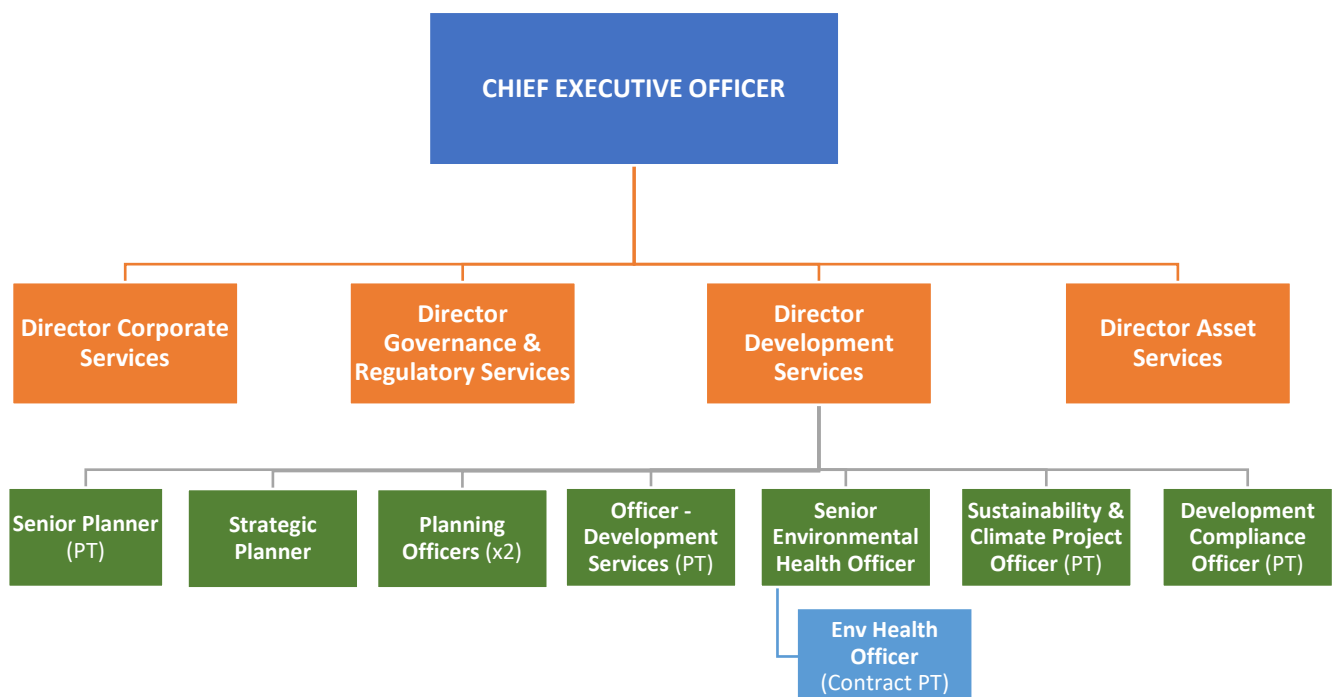 CHIEF EXECUTIVE OFFICER
Director Corporate
Services
Director
Governance &
Regulatory Services
Director
Development
Services
Director Asset
Services
Senior Planner
(PT)
Strategic
Planner
Planning
Officers (x2)
Officer -
Development
Services (PT)
Senior
Environmental
Health Officer
Sustainability &
Climate Project
Officer (PT)
Development
Compliance
Officer (PT)
Env Health
Officer
(Contract PT)